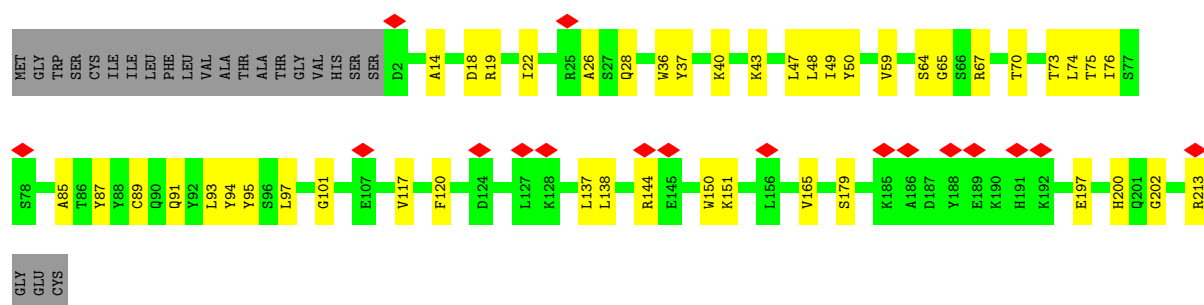 MET GLY TRP SER CYS ILE ILE LEU PHE LEU VAL ALA THR ALA THR GLY VAL HIS SER SER D2 A14 D18 R19 I22 R25 A26 S27 Q28 W36 Y37 K40 K43 L47 L48 I49 Y50 V59 S64 G65 S66 R67 T70 T73 L74 T75 I76 S77
S78 A85 T86 Y87 Y88 C89 Q90 Q91 Y92 L93 Y94 Y95 S96 L97 G101 E107 V117 F120 D124 L127 K128 L137 L138 R144 E145 W150 K151 L156 V165 S179 K185 A186 D187 Y188 E189 K190 H191 K192 E197 H200 Q201 G202 R213
GLY GLU CYS